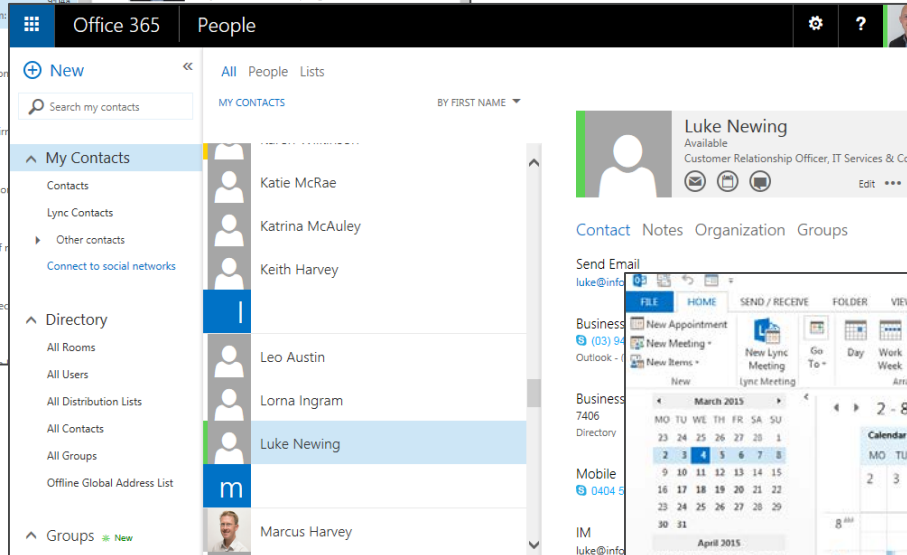 Office 365
People
?
New
«
Search my contacts
My Contacts
Contacts
Lync Contacts
Other contacts
Connect to social networks
Directory
All Rooms
All Users
All Distribution Lists
All Contacts
All Groups
Offline Global Address List
Groups
New
All People Lists
MY CONTACTS
BY FIRST NAME
Katie McRae
Katrina McAuley
Keith Harvey
l
Leo Austin
Lorna Ingram
Luke Newing
m
Marcus Harvey
Luke Newing
Available
Customer Relationship Officer, IT Services & Co
Edit
Contact Notes Organization Groups
Send Email
luke@info
Business
(03) 94
Outlook - (
Business
7406
Directory
Mobile
0404 5
IM
luke@info
FILE HOME SEND / RECEIVE FOLDER VIEW
New Appointment
New Meeting
New Items
New
New Lync
Meeting
Lync Meeting
Go
To
Day
Work
Week
Arra
March 2015
MO TU WE TH FR SA SU
23 24 25 26 27 28 1
2 3 4 5 6 7 8
9 10 11 12 13 14 15
16 17 18 19 20 21 22
23 24 25 26 27 28 29
30 31
April 2015
2 - 8
Calendar
MO TU
2 3
8 AM